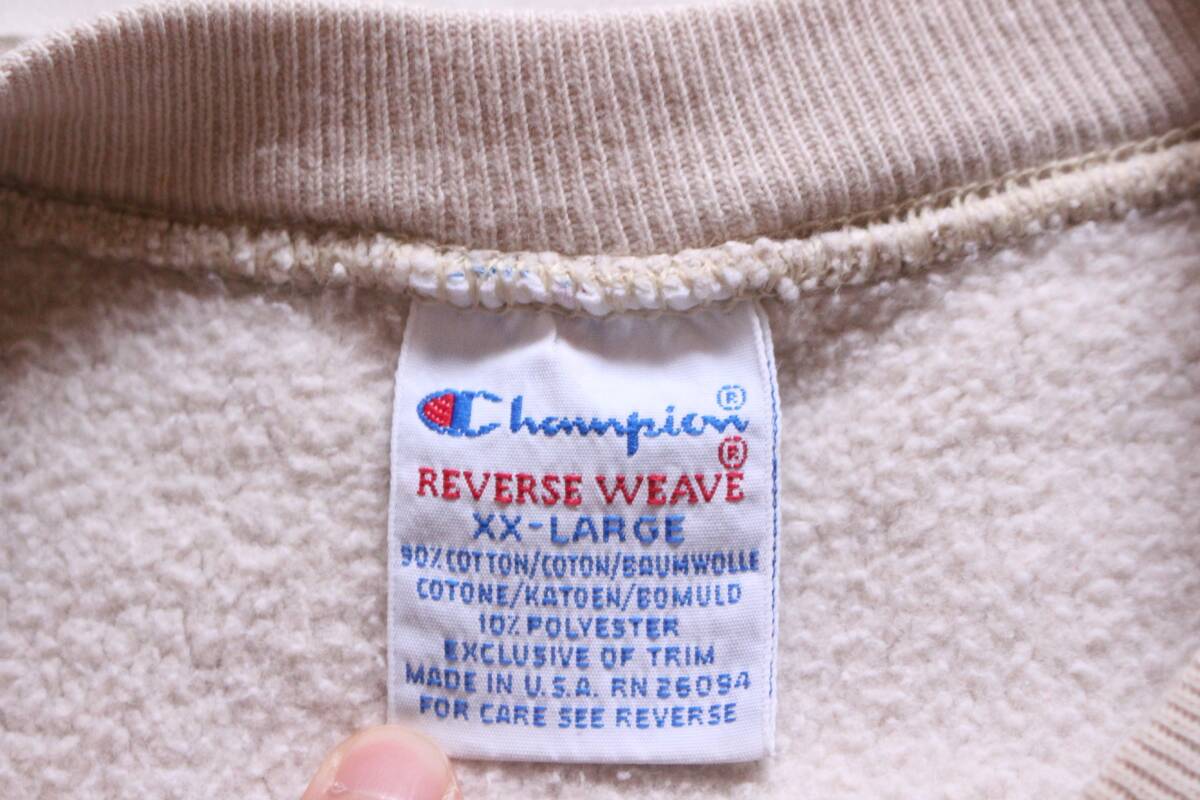 Champion®
REVERSE WEAVE®
XX-LARGE
90% COTTON/COTON/BAUMWOLLE
COTONE/KATOEN/BOMULD
10% POLYESTER
EXCLUSIVE OF TRIM
MADE IN U.S.A. RN 26094
FOR CARE SEE REVERSE